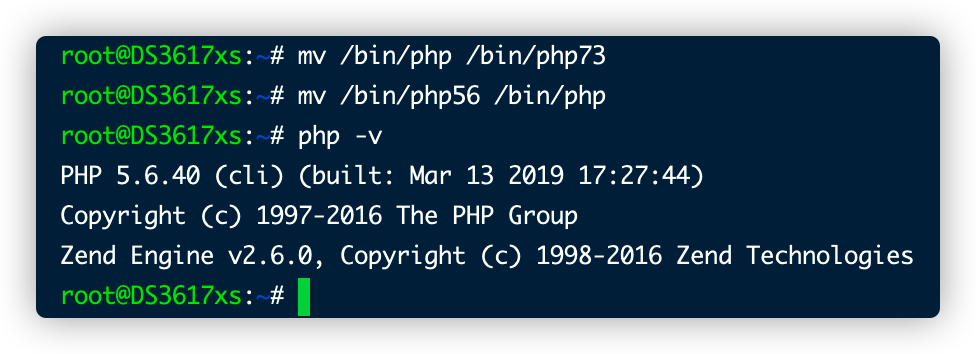 root@DS3617xs:~# mv /bin/php /bin/php73
root@DS3617xs:~# mv /bin/php56 /bin/php
root@DS3617xs:~# php -v
PHP 5.6.40 (cli) (built: Mar 13 2019 17:27:44)
Copyright (c) 1997-2016 The PHP Group
Zend Engine v2.6.0, Copyright (c) 1998-2016 Zend Technologies
root@DS3617xs:~#